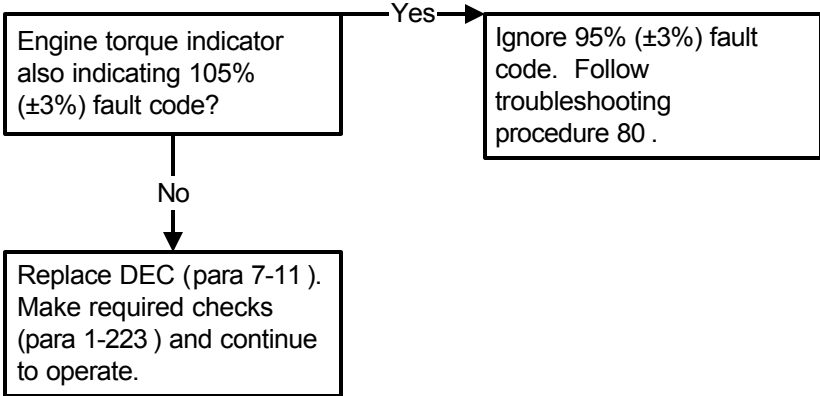 Yes
Engine torque indicator
also indicating 105%
(±3%) fault code?
Ignore 95% (±3%) fault
code. Follow
troubleshooting
procedure 80 .
No
Replace DEC (para 7-11 ).
Make required checks
(para 1-223 ) and continue
to operate.